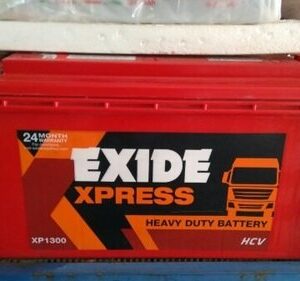 24 MONTH
WARRANTY
EXIDE
XPRESS
HEAVY DUTY BATTERY
XP1300
HCV